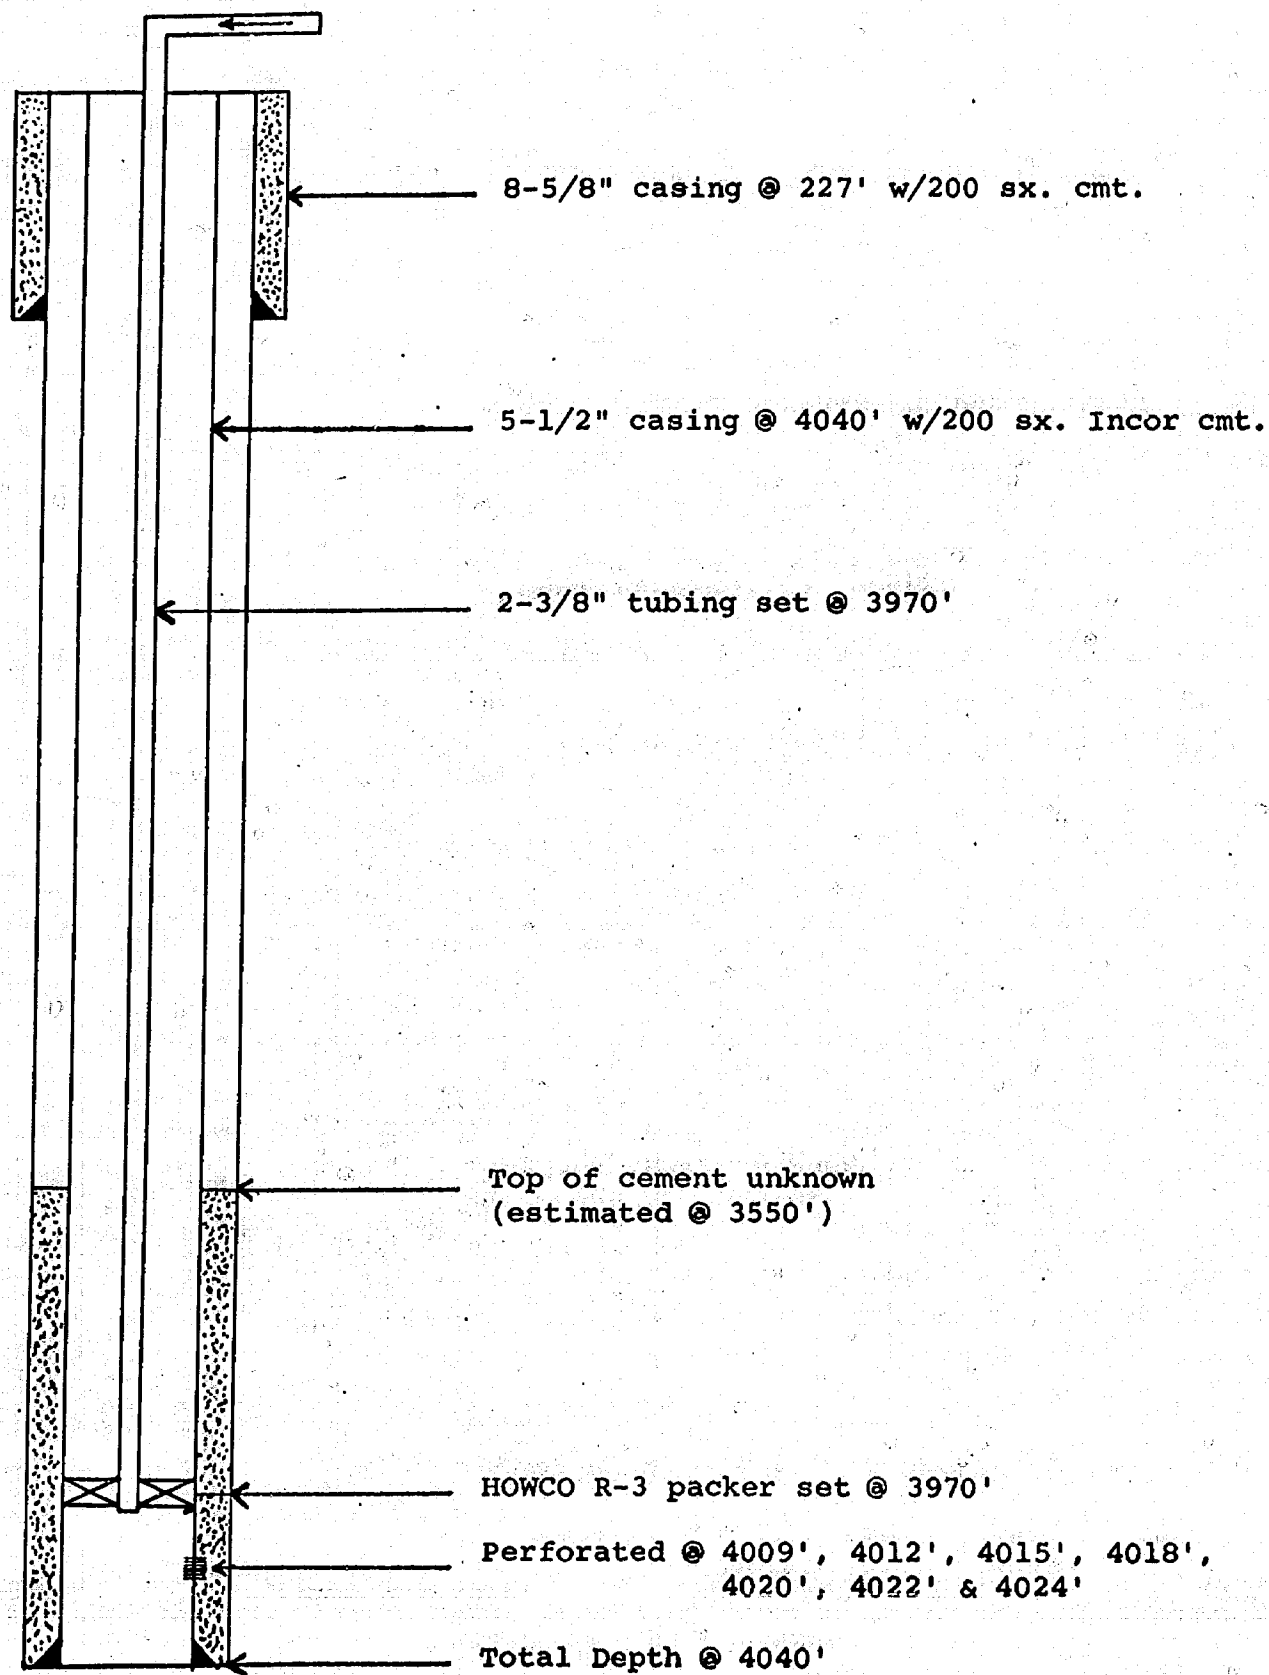 8-5/8" casing @ 227' w/200 sx. cmt.
5-1/2" casing @ 4040' w/200 sx. Incor cmt.
2-3/8" tubing set @ 3970'
Top of cement unknown
(estimated @ 3550')
HOWCO R-3 packer set @ 3970'
Perforated @ 4009', 4012', 4015', 4018',
4020', 4022' & 4024'
Total Depth @ 4040'